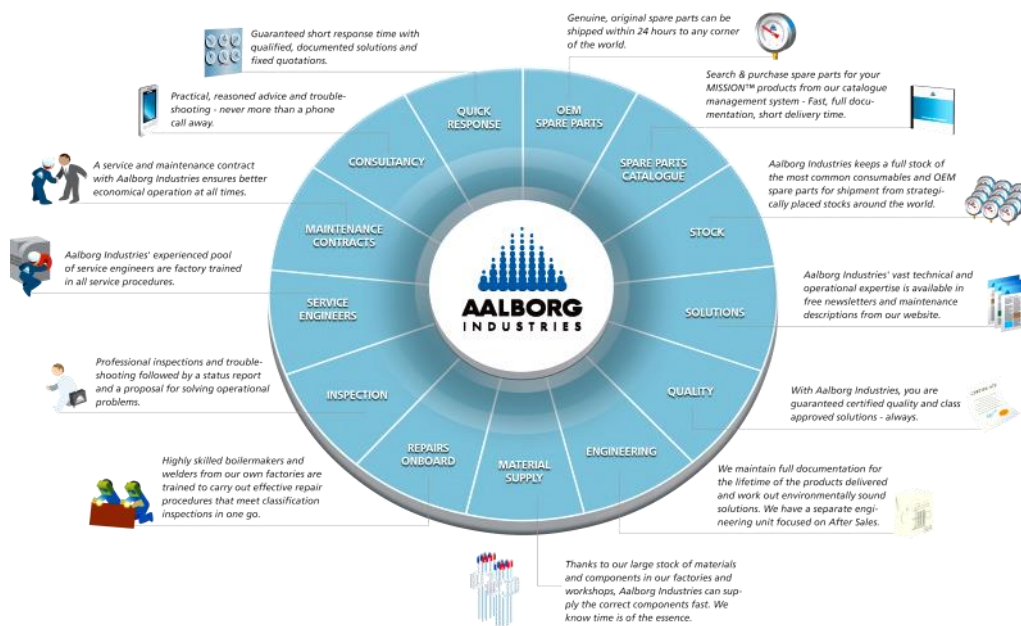 Guaranteed short response time with
qualified, documented solutions and
fixed quotations.
Genuine, original spare parts can be
shipped within 24 hours to any corner
of the world.
Practical, reasoned advice and trouble-
shooting - never more than a phone
call away.
Search & purchase spare parts for your
MISSION™ products from our catalogue
management system - Fast, full docu-
mentation, short delivery time.
A service and maintenance contract
with Aalborg Industries ensures better
economical operation at all times.
Aalborg Industries keeps a full stock of
the most common consumables and OEM
spare parts for shipment from strategi-
cally placed stocks around the world.
Aalborg Industries' experienced pool
of service engineers are factory trained
in all service procedures.
Aalborg Industries' vast technical and
operational expertise is available in
free newsletters and maintenance
descriptions from our website.
Professional inspections and trouble-
shooting followed by a status report
and a proposal for solving operational
problems.
With Aalborg Industries, you are
guaranteed certified quality and class
approved solutions - always.
Highly skilled boilermakers and
welders from our own factories are
trained to carry out effective repair
procedures that meet classification
inspections in one go.
We maintain full documentation for
the lifetime of the products delivered
and work out environmentally sound
solutions. We have a separate engi-
neering unit focused on After Sales.
Thanks to our large stock of materials
and components in our factories and
workshops, Aalborg Industries can sup-
ply the correct components fast. We
know time is of the essence.
QUICK
RESPONSE
OEM
SPARE PARTS
CONSULTANCY
SPARE PARTS
CATALOGUE
MAINTENANCE
CONTRACTS
STOCK
SERVICE
ENGINEERS
SOLUTIONS
INSPECTION
QUALITY
REPAIRS
ONBOARD
MATERIAL
SUPPLY
ENGINEERING
AALBORG
INDUSTRIES
CERTIFICATE